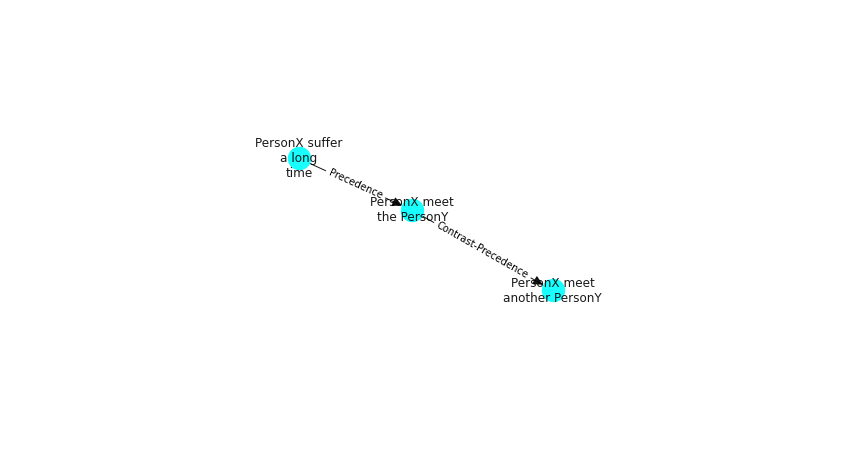 PersonX suffer
a long
time
Precedence
PersonX meet
the PersonY
Contrast-Precedence
PersonX meet
another PersonY